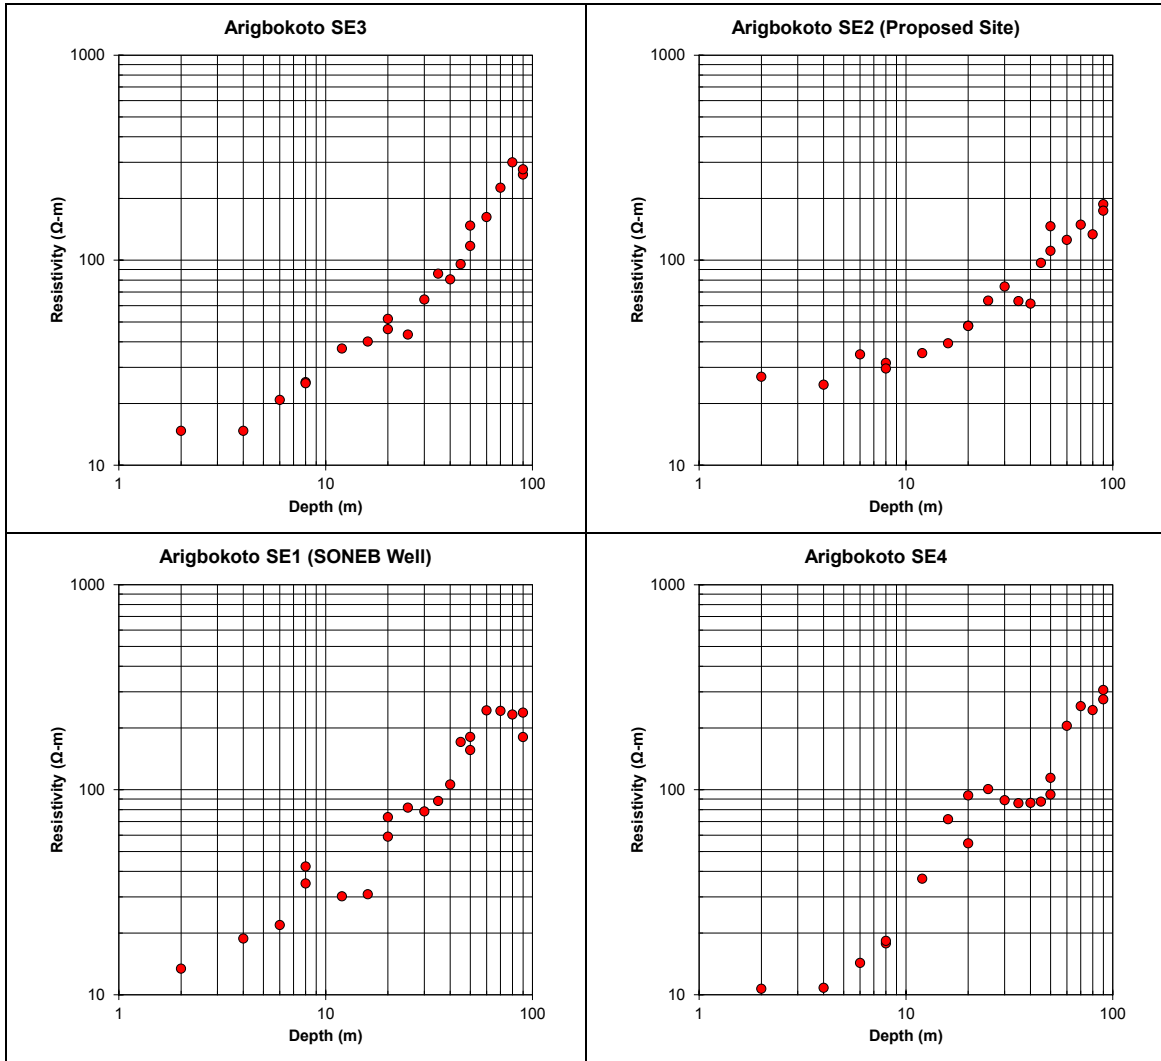 Arigbokoto SE3
1000
100
10
1
10
100
Resistivity (Ω-m)
Depth (m)
Arigbokoto SE2 (Proposed Site)
1000
100
10
1
10
100
Resistivity (Ω-m)
Depth (m)
Arigbokoto SE1 (SONEB Well)
1000
100
10
1
10
100
Resistivity (Ω-m)
Depth (m)
Arigbokoto SE4
1000
100
10
1
10
100
Resistivity (Ω-m)
Depth (m)